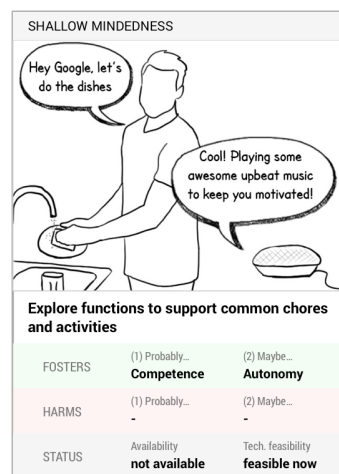 SHALLOW MINDEDNESS
Hey Google, let's
do the dishes
Cool! Playing some
awesome upbeat music
to keep you motivated!
Explore functions to support common chores
and activities
FOSTERS
(1) Probably...
Competence
(2) Maybe...
Autonomy
HARMS
(1) Probably...
-
(2) Maybe...
-
STATUS
Availability
not available
Tech. feasibility
feasible now